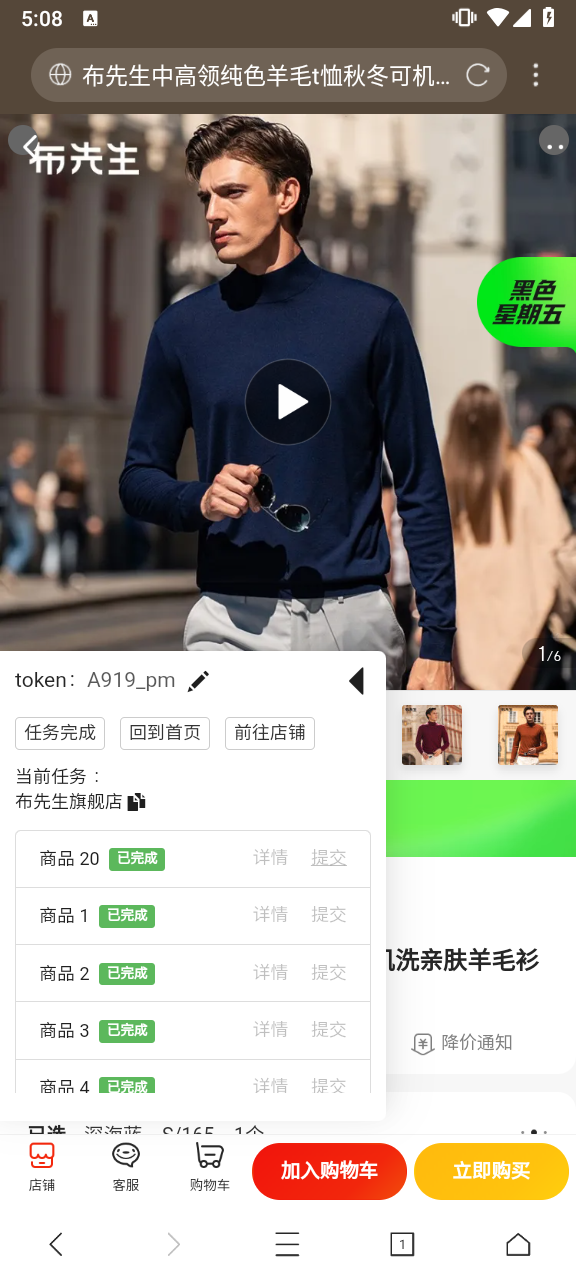 5:08
A
布先生中高领纯色羊毛t恤秋冬可机...
布先生
黑色
星期五
1/6
token： A919_pm
任务完成 回到首页 前往店铺
当前任务：
布先生旗舰店
商品 20 已完成 详情 提交
商品 1 已完成 详情 提交
商品 2 已完成 详情 提交
商品 3 已完成 详情 提交
商品 4 已完成 详情 提交
机洗亲肤羊毛衫
降价通知
已选 深海蓝 S/165 1个
店铺 客服 购物车 加入购物车 立即购买
1